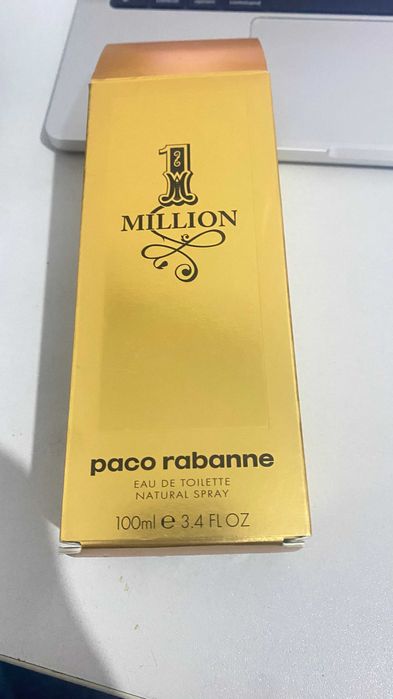 1
MILLION
paco rabanne
EAU DE TOILETTE
NATURAL SPRAY
100ml ℮ 3.4 FL OZ